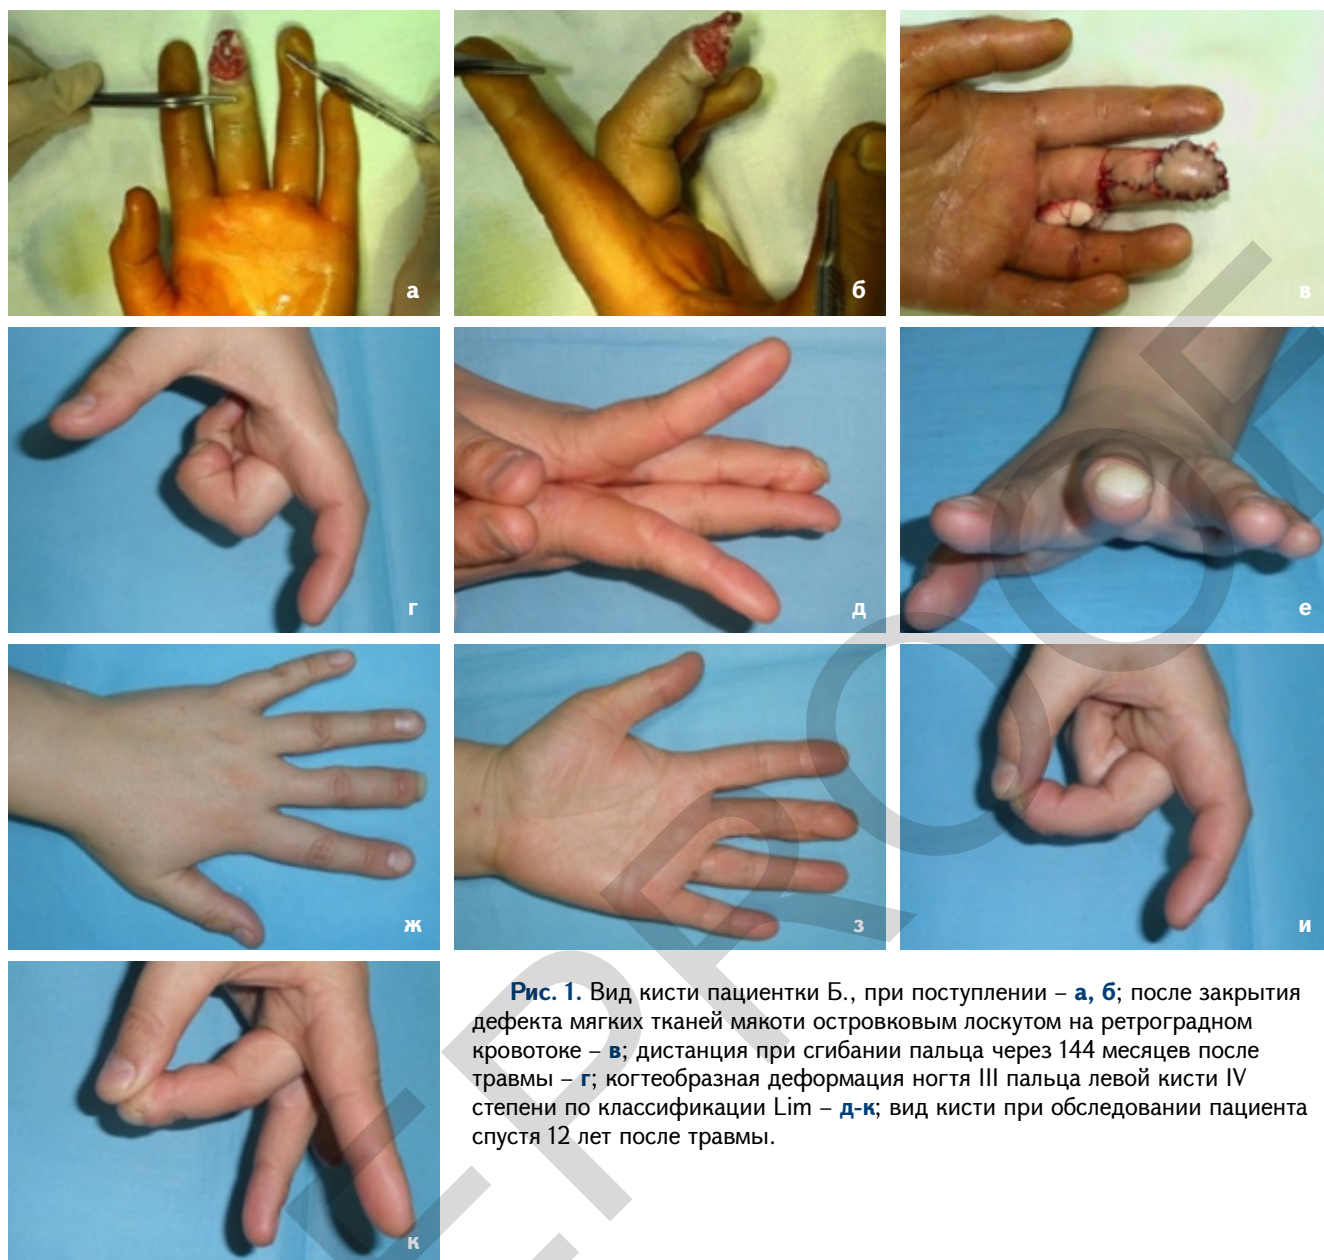 а
б
в
г
д
е
ж
з
и
к
Рис. 1. Вид кисти пациентки Б., при поступлении – а, б; после закрытия
дефекта мягких тканей мякоти островковым лоскутом на ретроградном
кровотоке – в; дистанция при сгибании пальца через 144 месяцев после
травмы – г; когтеобразная деформация ногтя III пальца левой кисти IV
степени по классификации Lim – д-к; вид кисти при обследовании пациента
спустя 12 лет после травмы.
EPROOF